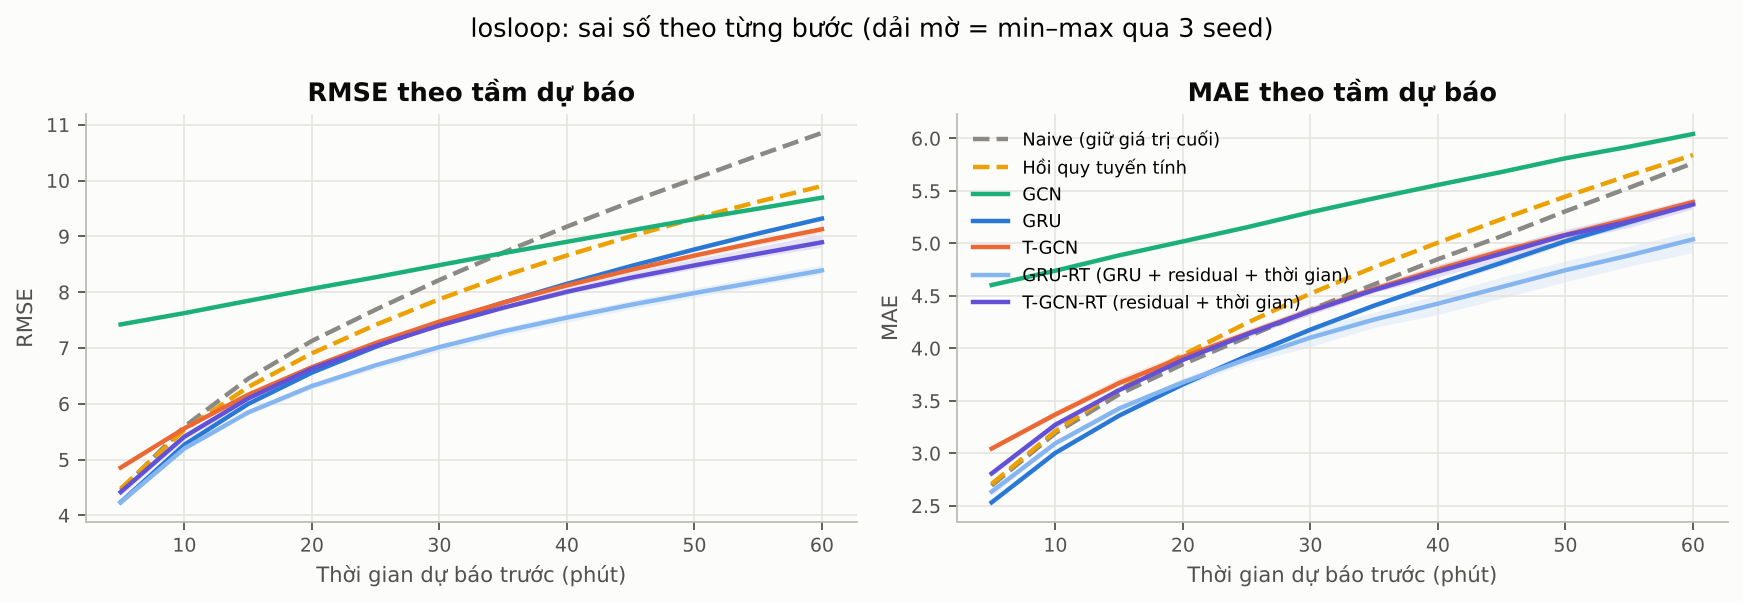 losloop: sai số theo từng bước (dải mờ = min–max qua 3 seed)
RMSE theo tầm dự báo
11
10
9
8
7
6
5
4
RMSE
10 20 30 40 50 60
Thời gian dự báo trước (phút)
MAE theo tầm dự báo
6.0
5.5
5.0
4.5
4.0
3.5
3.0
2.5
MAE
Naive (giữ giá trị cuối)
Hồi quy tuyến tính
GCN
GRU
T-GCN
GRU-RT (GRU + residual + thời gian)
T-GCN-RT (residual + thời gian)
10 20 30 40 50 60
Thời gian dự báo trước (phút)